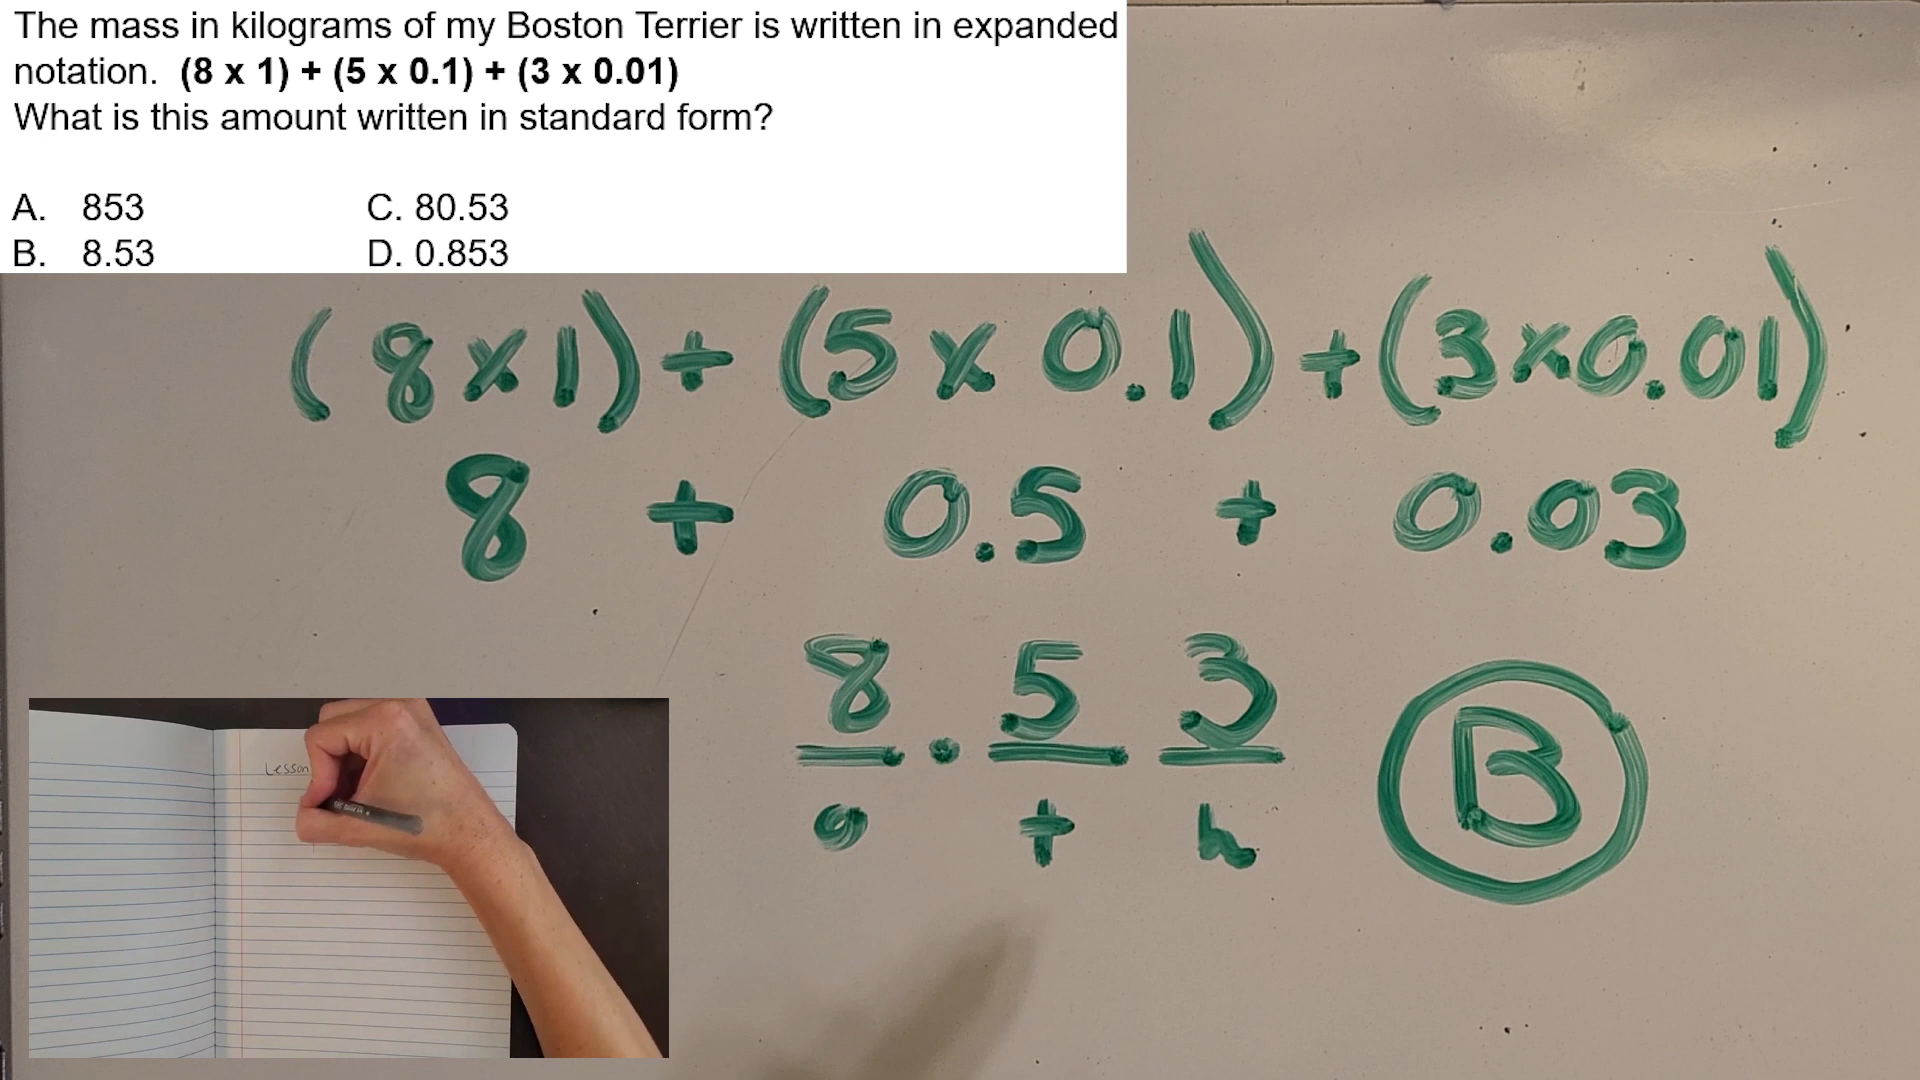 The mass in kilograms of my Boston Terrier is written in expanded
notation. (8 x 1) + (5 x 0.1) + (3 x 0.01)
What is this amount written in standard form?
A. 853 C. 80.53
B. 8.53 D. 0.853
(8x1)+(5x0.1)+(3x0.01)
8 + 0.5 + 0.03
8.53
B
o t h
Lesson